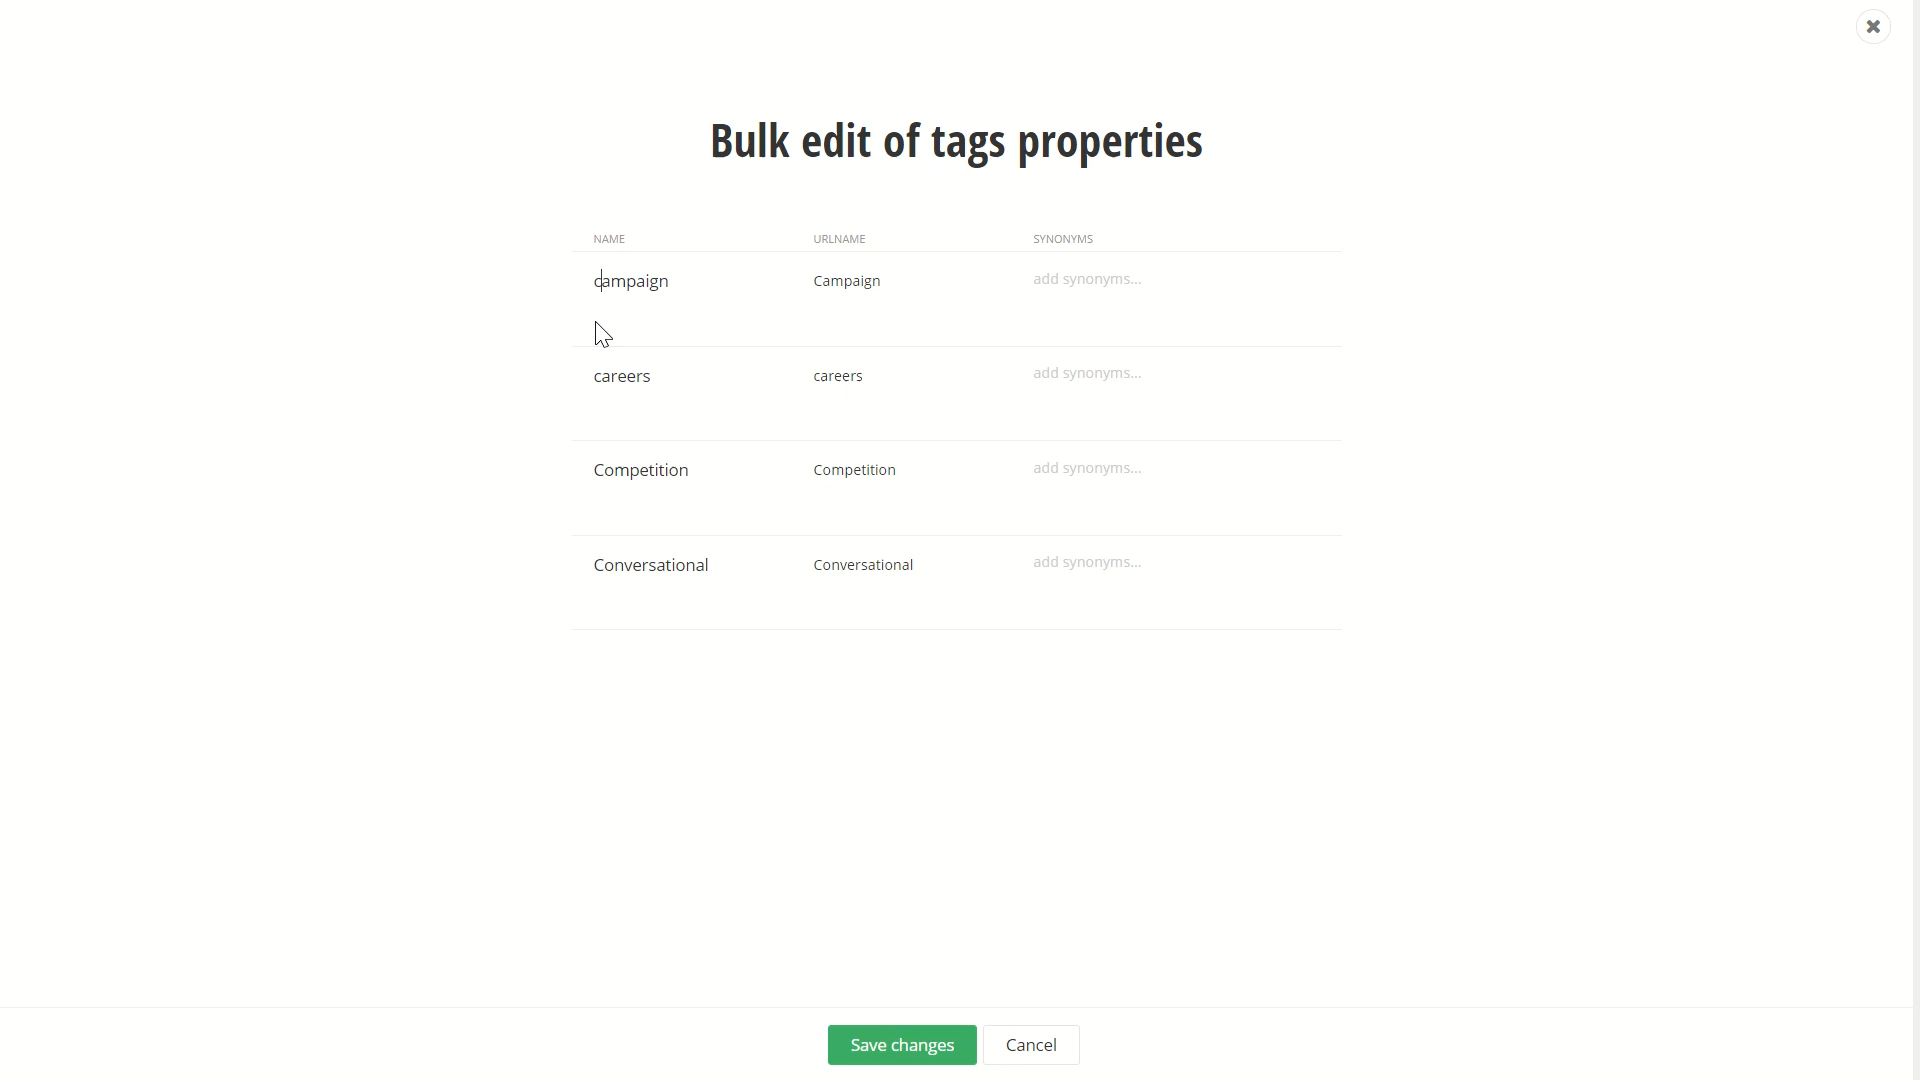 Bulk edit of tags properties
NAME URLNAME SYNONYMS
campaign Campaign add synonyms...
careers careers add synonyms...
Competition Competition add synonyms...
Conversational Conversational add synonyms...
Save changes Cancel